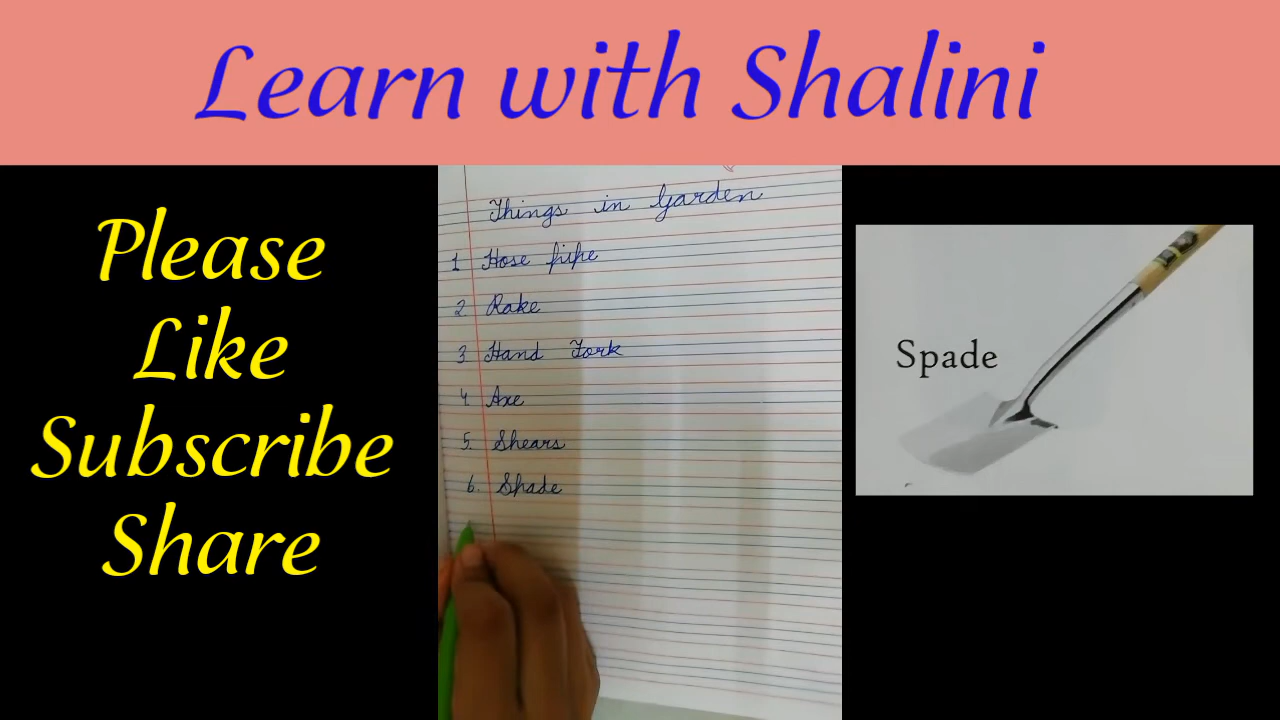 Learn with Shalini
Please
Like
Subscribe
Share
Things in Garden
1 Hose pipe
2 Rake
3 Hand Fork
4. Axe
5. Shears
6. Spade
Spade